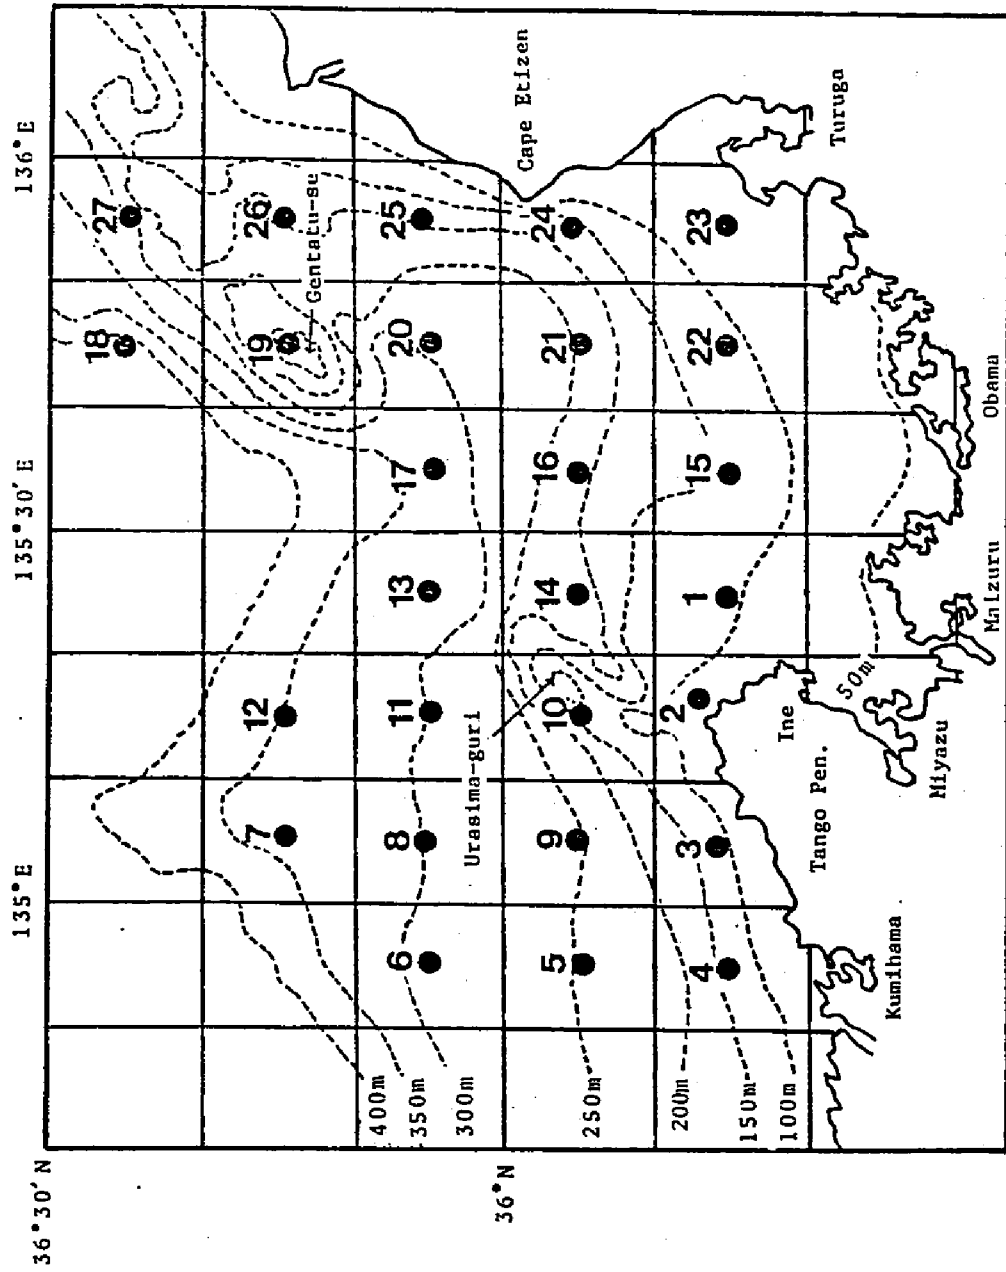 135°E
135°30′E
136°E
36°30′N
36°N
27
18
26
19
Gentatu-se
25
20
24
21
23
22
17
16
15
13
14
1
12
11
10
2
7
8
9
3
6
5
4
Urasima-guri
Cape Etizen
Turuga
Obama
Maizuru
50m
Miyazu
Ine
Tango Pen.
Kumihama
400m
350m
300m
250m
200m
150m
100m